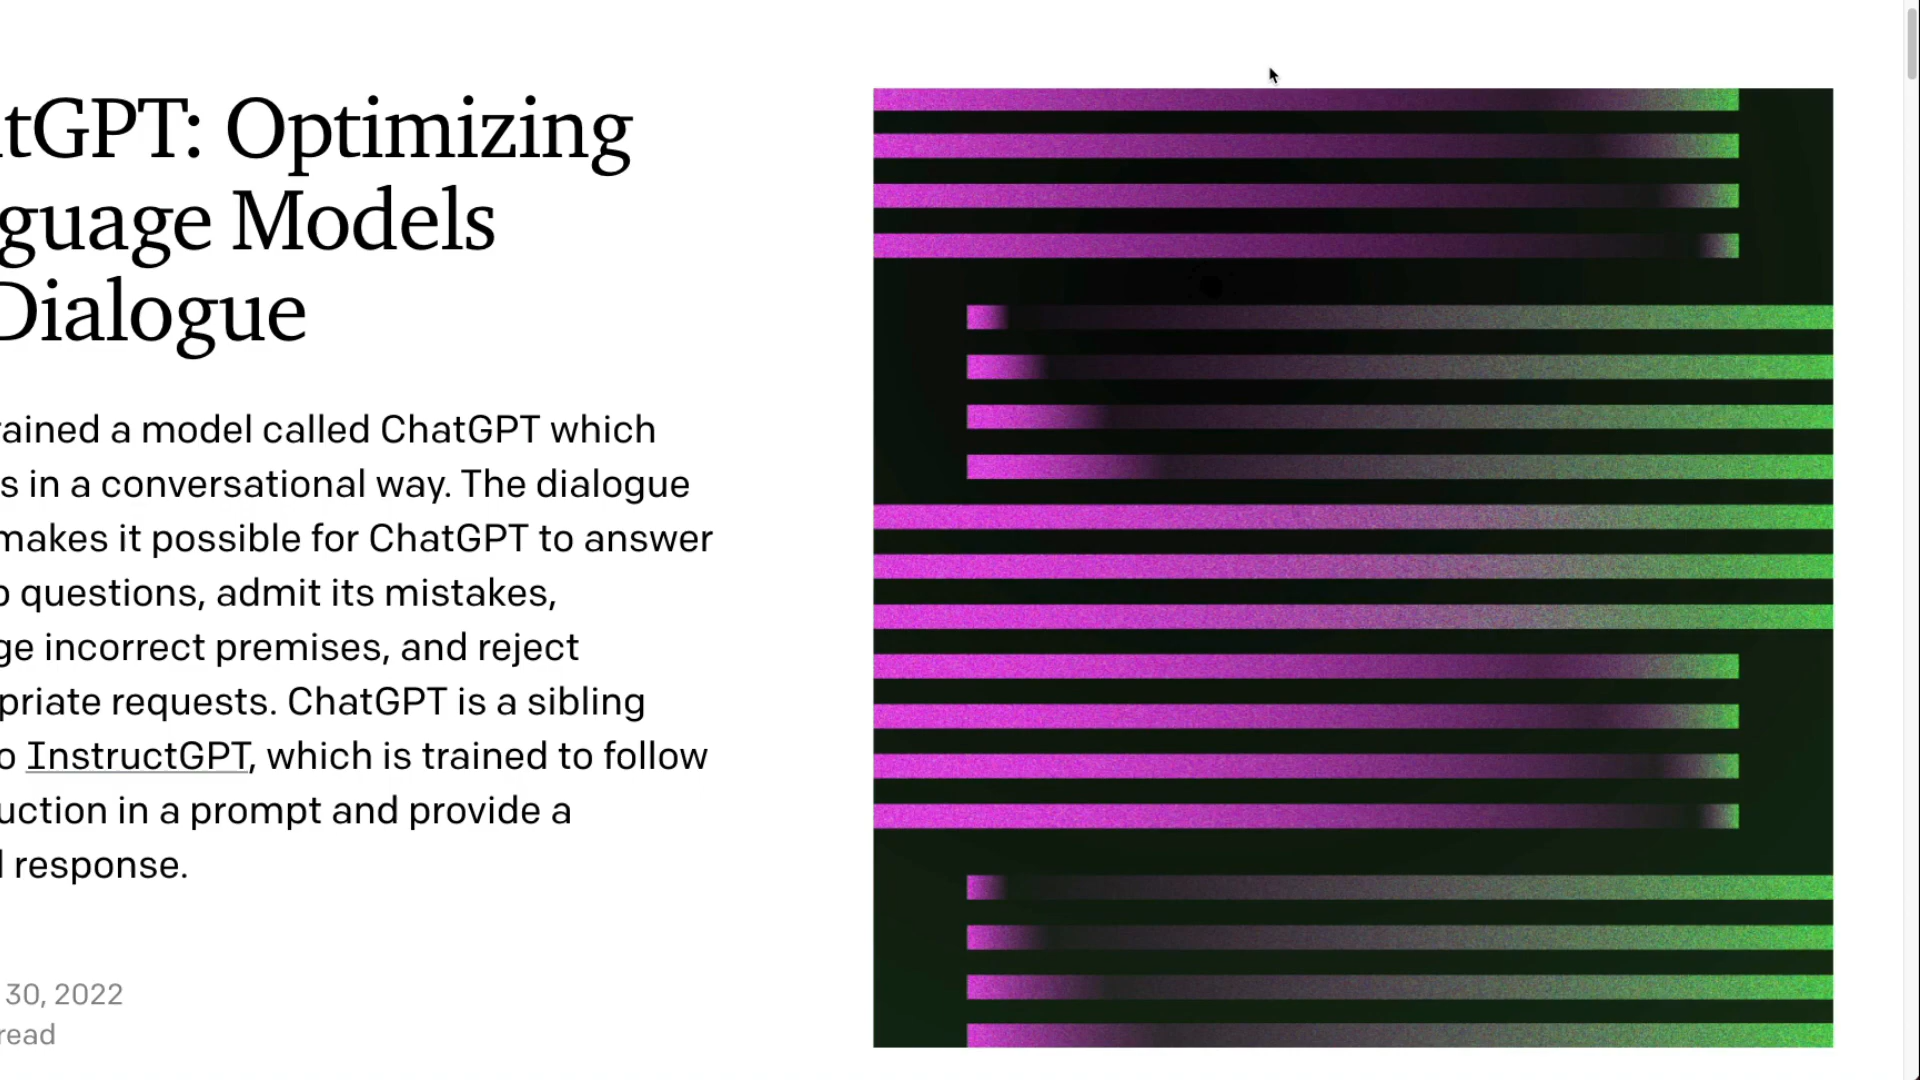 tGPT: Optimizing
guage Models
Dialogue
rained a model called ChatGPT which
s in a conversational way. The dialogue
makes it possible for ChatGPT to answer
p questions, admit its mistakes,
ge incorrect premises, and reject
priate requests. ChatGPT is a sibling
o InstructGPT, which is trained to follow
uction in a prompt and provide a
l response.
30, 2022
read